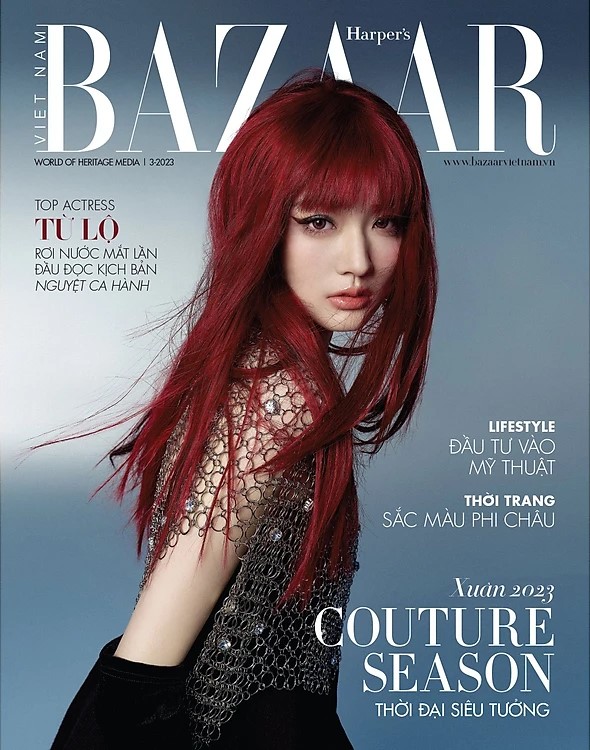 VIET NAM
Harper's
BAZAAR
WORLD OF HERITAGE MEDIA | 3-2023
www.bazaarvietnam.vn
TOP ACTRESS
TỪ LỘ
RƠI NƯỚC MẮT LẦN
ĐẦU ĐỌC KỊCH BẢN
NGUYỆT CA HÀNH
LIFESTYLE
ĐẦU TƯ VÀO
MỸ THUẬT
THỜI TRANG
SẮC MÀU PHI CHÂU
Xuân 2023
COUTURE
SEASON
THỜI ĐẠI SIÊU TƯỞNG